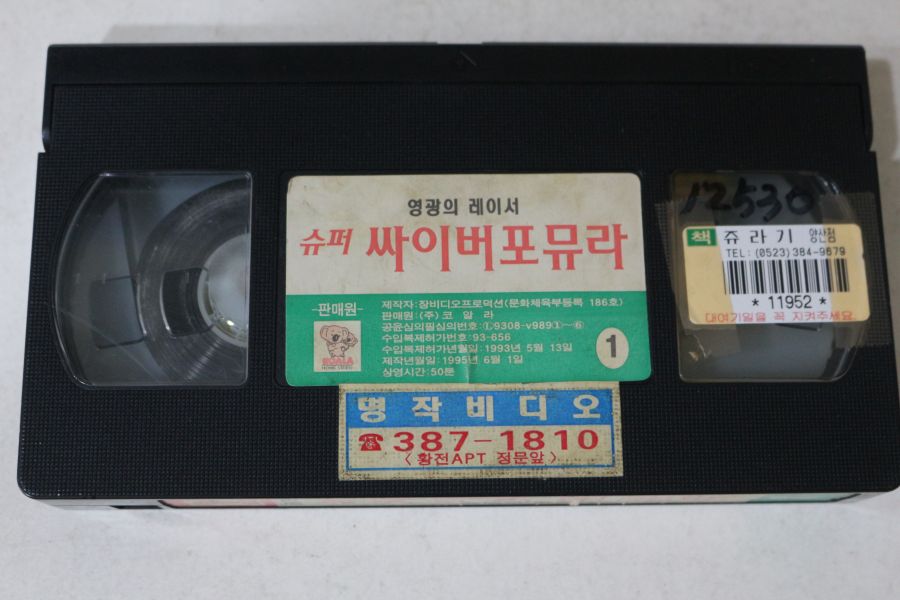 영광의 레이서
슈퍼 싸이버포뮤라
-판매원-
KOALA
HOME VIDEO
제작자:장비디오프로덕션(문화체육부등록 186호)
판매원:(주)코알라
공윤심의필심의번호:①,9308-v989①~⑥
수입복제허가번호:93-656
수입복제허가년월일:1993년 5월 13일
제작년월일:1995년 6월 1일
상영시간:50분
1
명작비디오
☎387-1810
<황전APT 정문앞>
12530
책 쥬라기 양산점
TEL:(0523)384-9679
*11952*
대여기일을 꼭 지켜주세요.